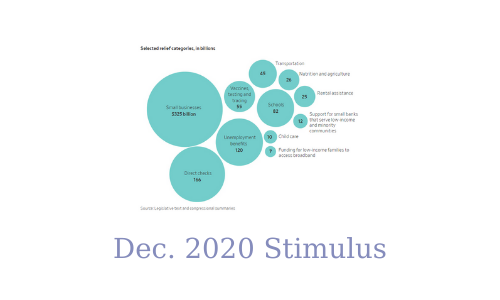 Selected relief categories, in billions
Transportation
45
Nutrition and agriculture
26
Vaccines,
testing and
tracing
Rental assistance
25
Small businesses
$325 billion
Schools
82
Support for small banks
that serve low-income
and minority
communities
12
Unemployment
benefits
120
10
Child care
7
Funding for low-income families to
access broadband
Direct checks
166
Source: Legislative text and congressional summaries
Dec. 2020 Stimulus